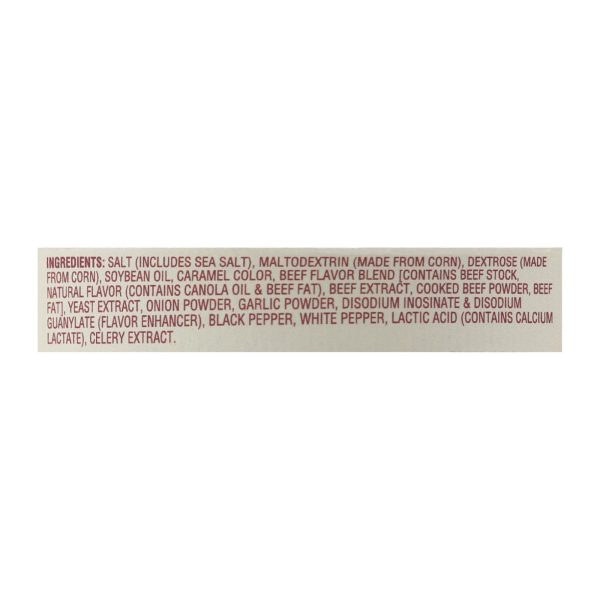 INGREDIENTS: SALT (INCLUDES SEA SALT), MALTODEXTRIN (MADE FROM CORN), DEXTROSE (MADE
FROM CORN), SOYBEAN OIL, CARAMEL COLOR, BEEF FLAVOR BLEND [CONTAINS BEEF STOCK,
NATURAL FLAVOR (CONTAINS CANOLA OIL & BEEF FAT), BEEF EXTRACT, COOKED BEEF POWDER, BEEF
FAT], YEAST EXTRACT, ONION POWDER, GARLIC POWDER, DISODIUM INOSINATE & DISODIUM
GUANYLATE (FLAVOR ENHANCER), BLACK PEPPER, WHITE PEPPER, LACTIC ACID (CONTAINS CALCIUM
LACTATE), CELERY EXTRACT.